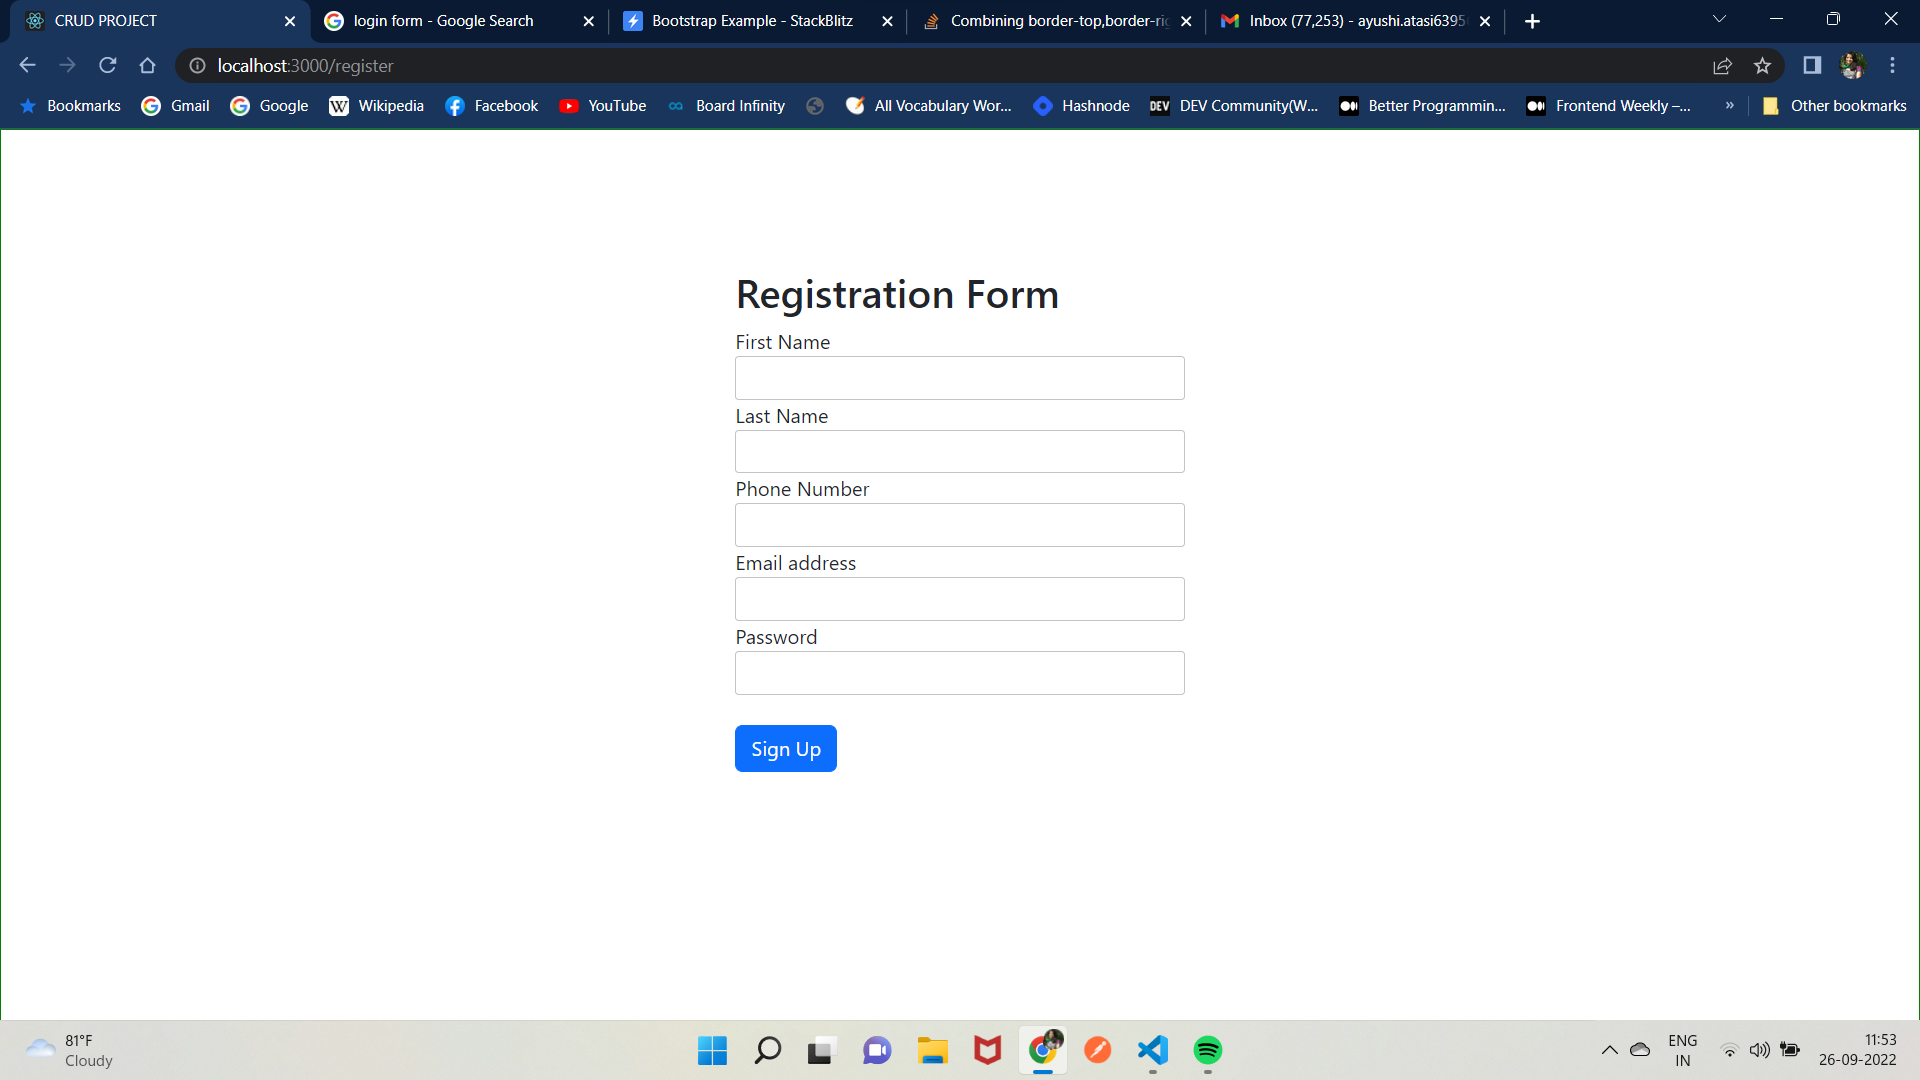 CRUD PROJECT
login form - Google Search
Bootstrap Example - StackBlitz
Combining border-top,border-rig
Inbox (77,253) - ayushi.atasi6395
localhost:3000/register
Bookmarks
Gmail
Google
Wikipedia
Facebook
YouTube
Board Infinity
All Vocabulary Wor...
Hashnode
DEV
DEV Community(W...
Better Programmin...
Frontend Weekly –...
»
Other bookmarks
Registration Form
First Name
Last Name
Phone Number
Email address
Password
Sign Up
81°F
Cloudy
ENG
IN
11:53
26-09-2022